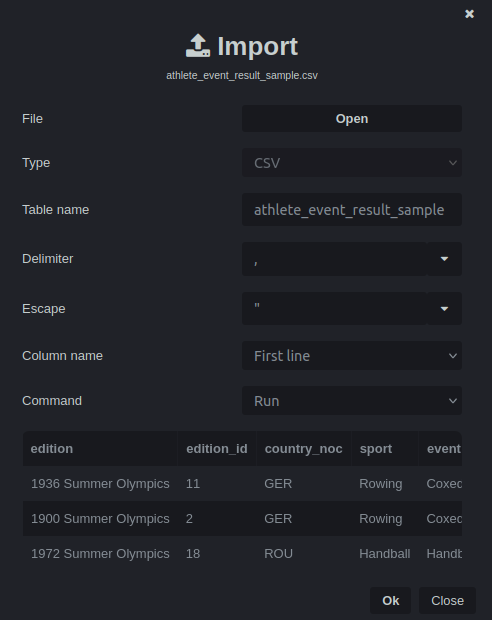 Import
athlete_event_result_sample.csv
File Open
Type CSV
Table name athlete_event_result_sample
Delimiter ,
Escape "
Column name First line
Command Run
edition edition_id country_noc sport event
1936 Summer Olympics 11 GER Rowing Coxed
1900 Summer Olympics 2 GER Rowing Coxed
1972 Summer Olympics 18 ROU Handball Handb
Ok Close